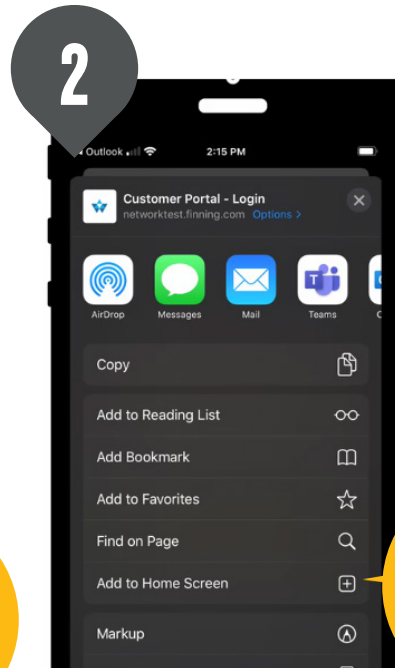 2
Outlook 2:15 PM
Customer Portal - Login
networktest.finning.com Options >
AirDrop Messages Mail Teams
Copy
Add to Reading List
Add Bookmark
Add to Favorites
Find on Page
Add to Home Screen
Markup